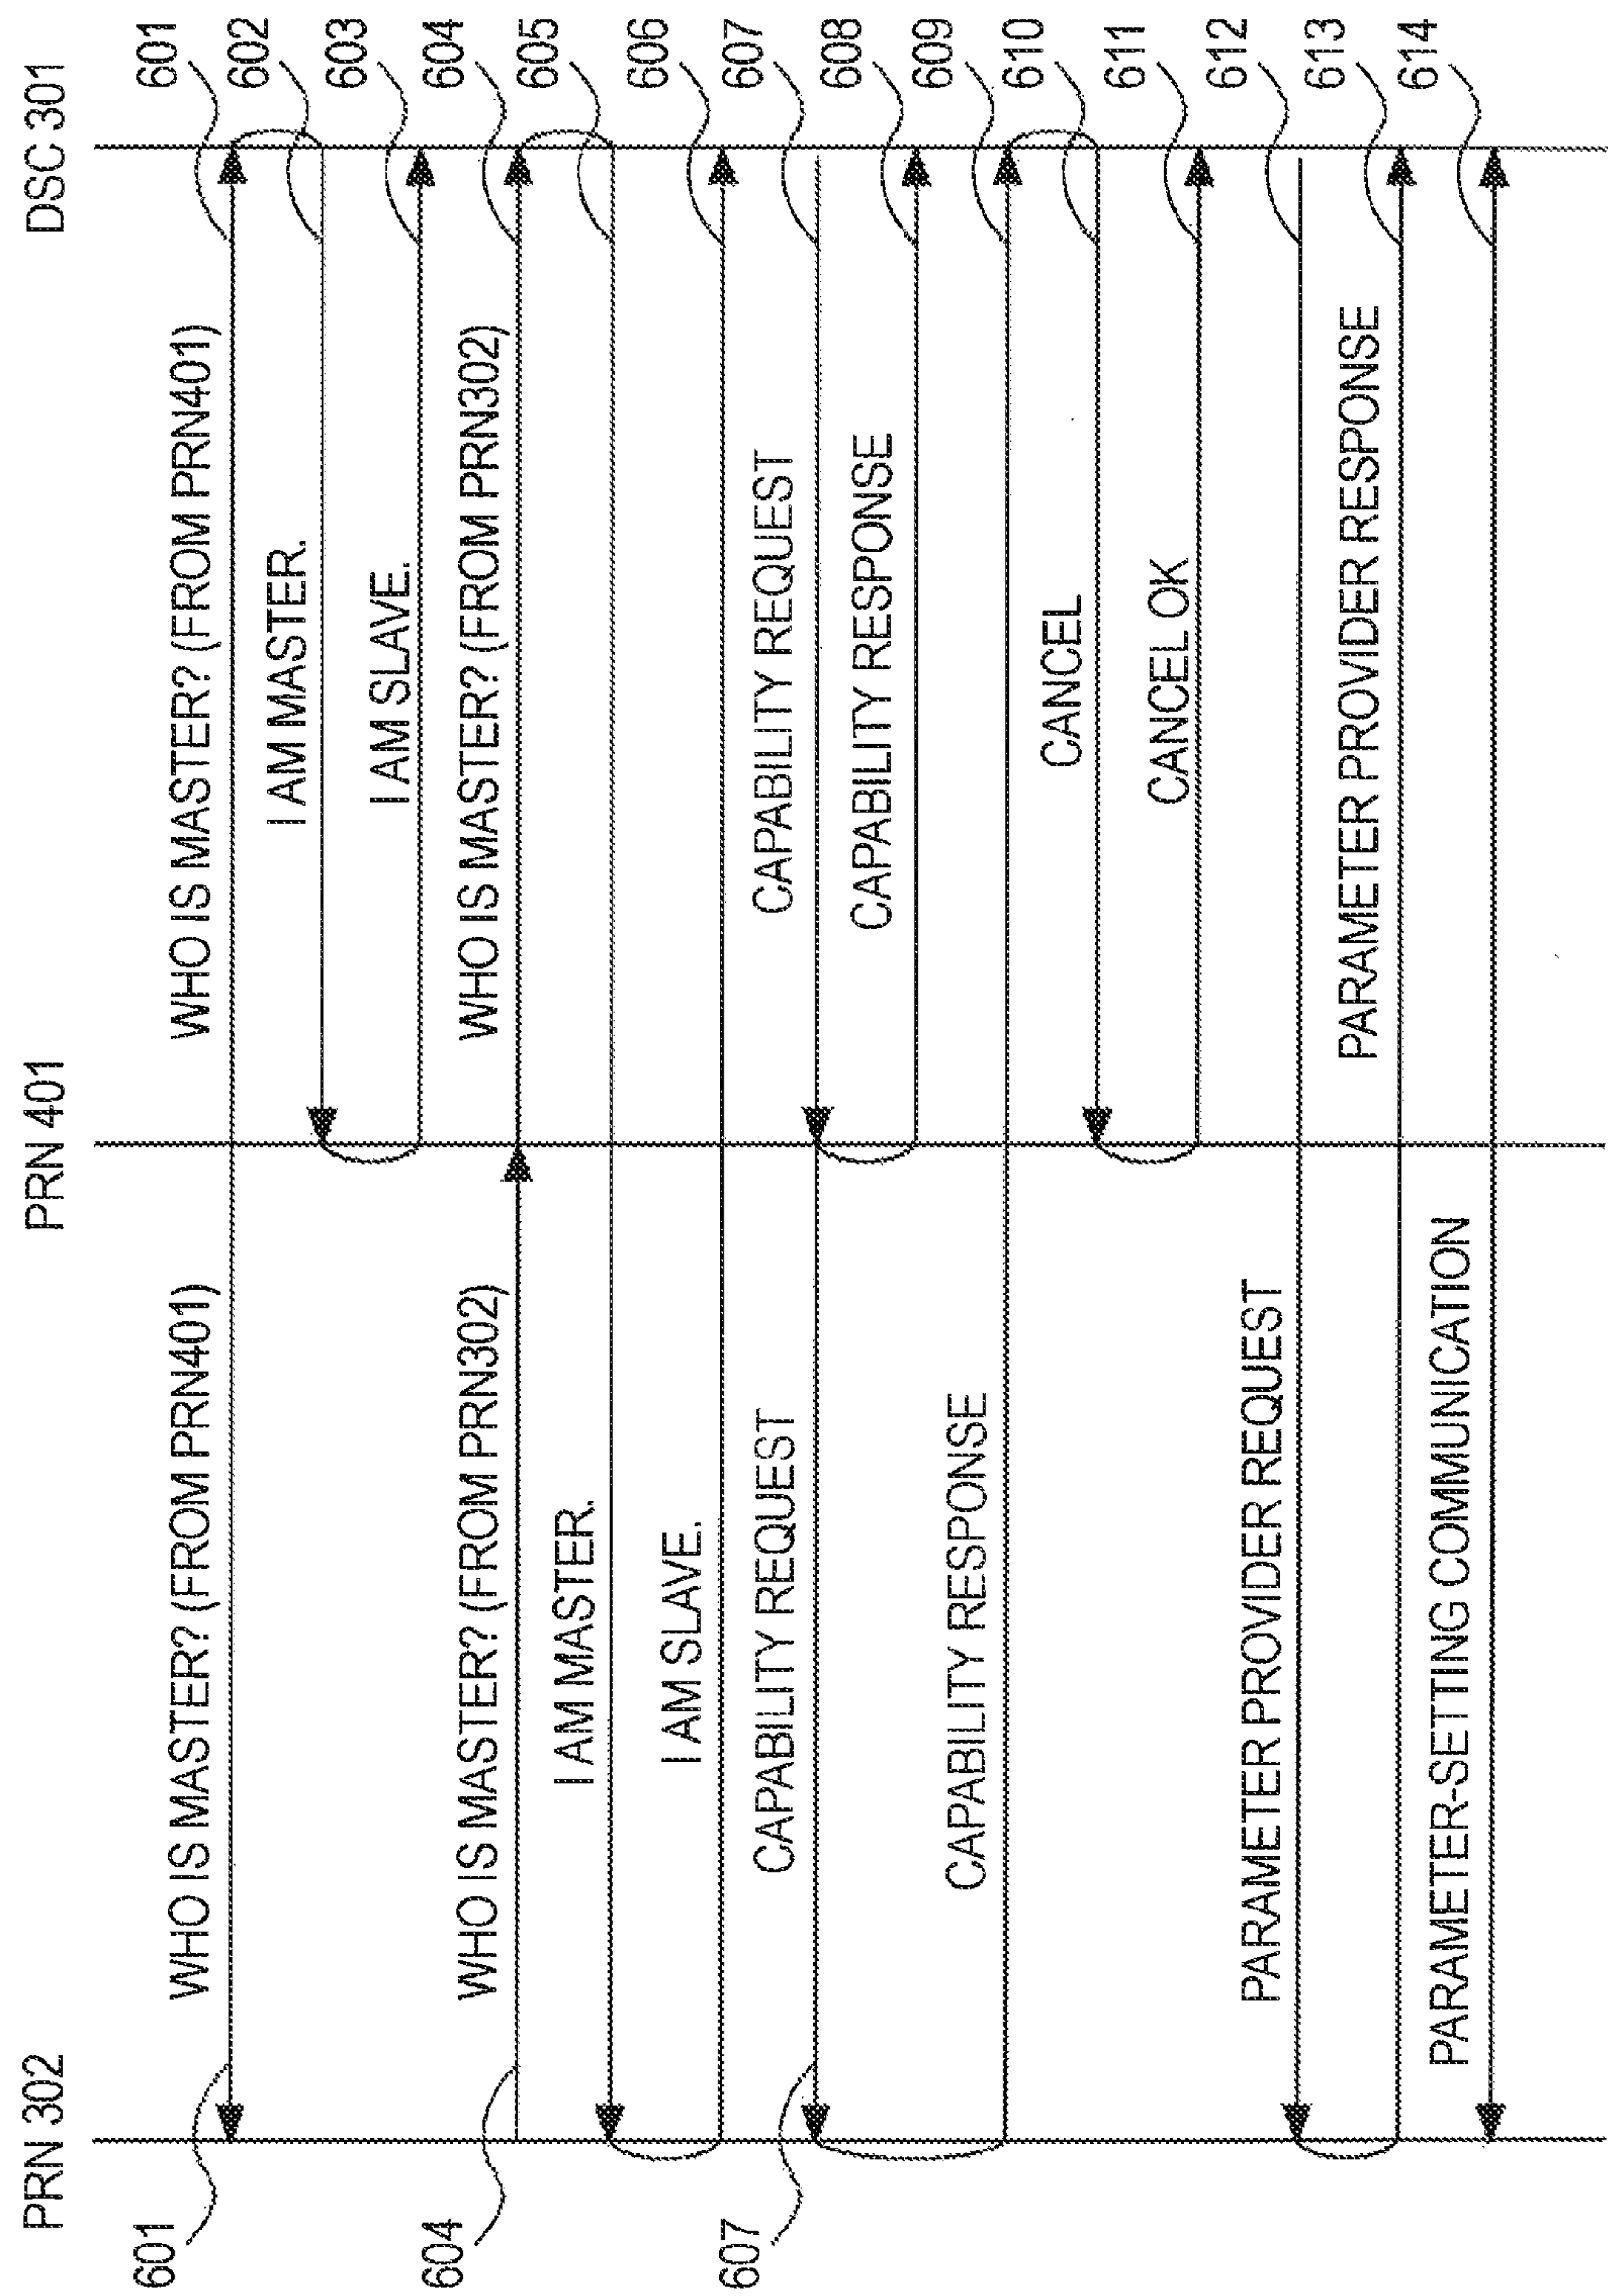 PRN 302
PRN 401
DSC 301
601
WHO IS MASTER? (FROM PRN401)
WHO IS MASTER? (FROM PRN401)
601
I AM MASTER.
602
I AM SLAVE.
603
604
WHO IS MASTER? (FROM PRN302)
WHO IS MASTER? (FROM PRN302)
604
I AM MASTER.
605
I AM SLAVE.
606
607
CAPABILITY REQUEST
CAPABILITY REQUEST
607
CAPABILITY RESPONSE
608
CAPABILITY RESPONSE
609
CANCEL
610
CANCEL OK
611
PARAMETER PROVIDER REQUEST
612
PARAMETER PROVIDER RESPONSE
613
PARAMETER-SETTING COMMUNICATION
614